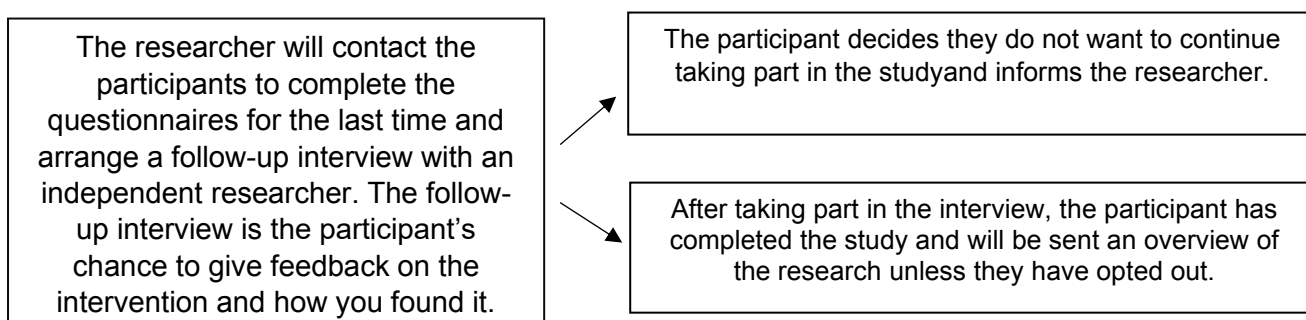 The researcher will contact the
participants to complete the
questionnaires for the last time and
arrange a follow-up interview with an
independent researcher. The follow-
up interview is the participant’s
chance to give feedback on the
intervention and how you found it.
The participant decides they do not want to continue
taking part in the studyand informs the researcher.
After taking part in the interview, the participant has
completed the study and will be sent an overview of
the research unless they have opted out.